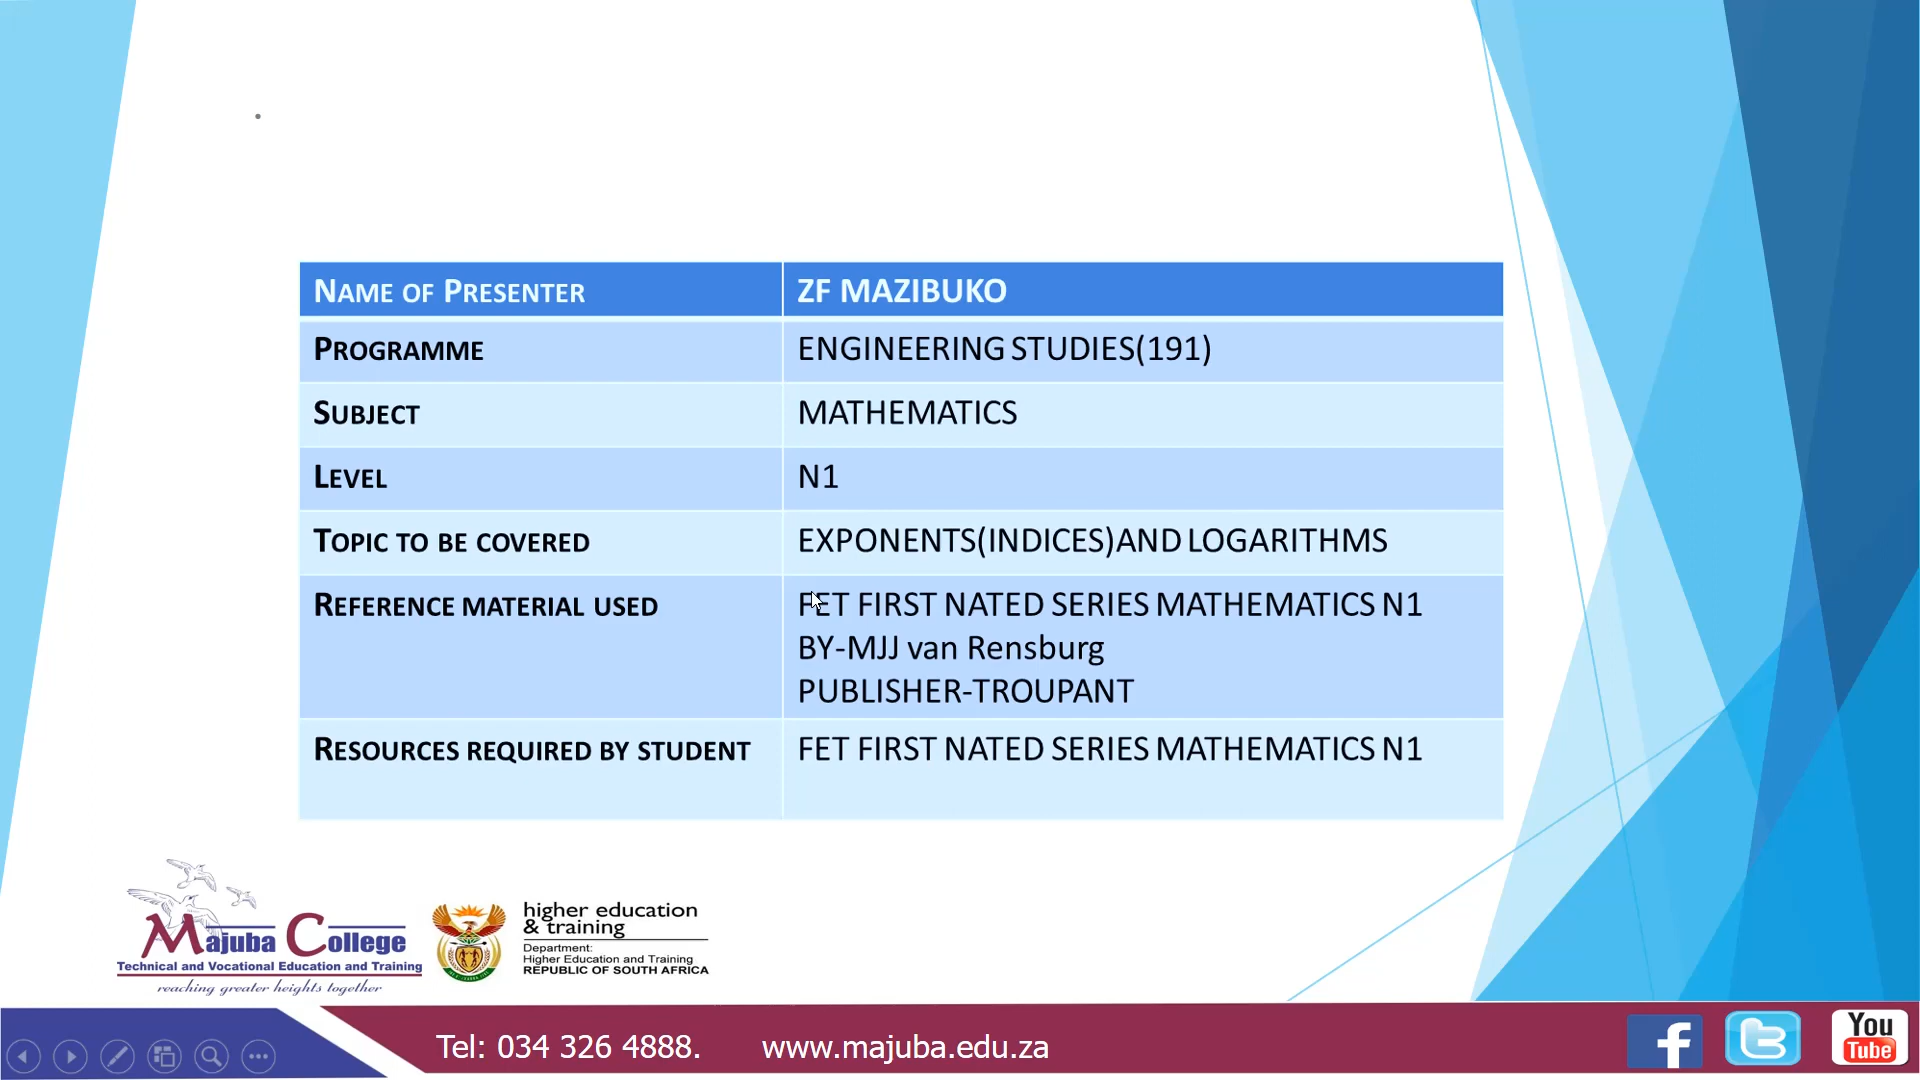 NAME OF PRESENTER
ZF MAZIBUKO
PROGRAMME
ENGINEERING STUDIES(191)
SUBJECT
MATHEMATICS
LEVEL
N1
TOPIC TO BE COVERED
EXPONENTS(INDICES)AND LOGARITHMS
REFERENCE MATERIAL USED
FET FIRST NATED SERIES MATHEMATICS N1
BY-MJJ van Rensburg
PUBLISHER-TROUPANT
RESOURCES REQUIRED BY STUDENT
FET FIRST NATED SERIES MATHEMATICS N1
Majuba College
Technical and Vocational Education and Training
reaching greater heights together
higher education
& training
Department:
Higher Education and Training
REPUBLIC OF SOUTH AFRICA
Tel: 034 326 4888.
www.majuba.edu.za
You
Tube